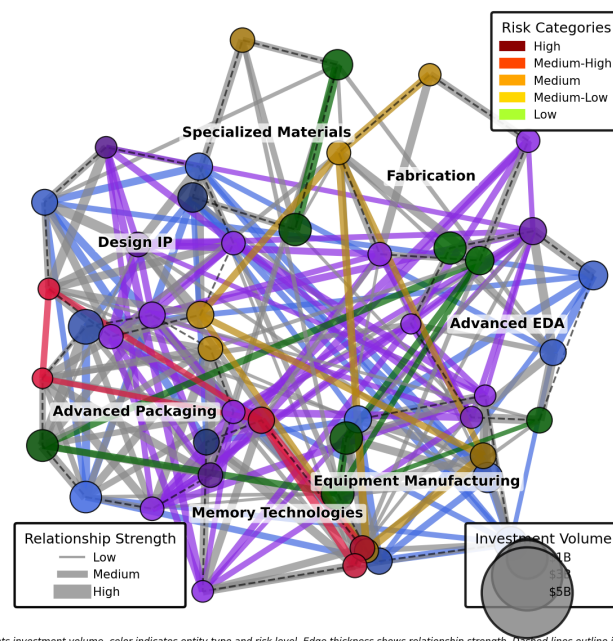 Risk Categories
High
Medium-High
Medium
Medium-Low
Low
Specialized Materials
Fabrication
Design IP
Advanced EDA
Advanced Packaging
Equipment Manufacturing
Memory Technologies
Relationship Strength
Low
Medium
High
Investment Volume
$1B
$5B
investment volume, color indicates entity type and risk level. Edge thickness shows relationship strength. Dashed lines outline